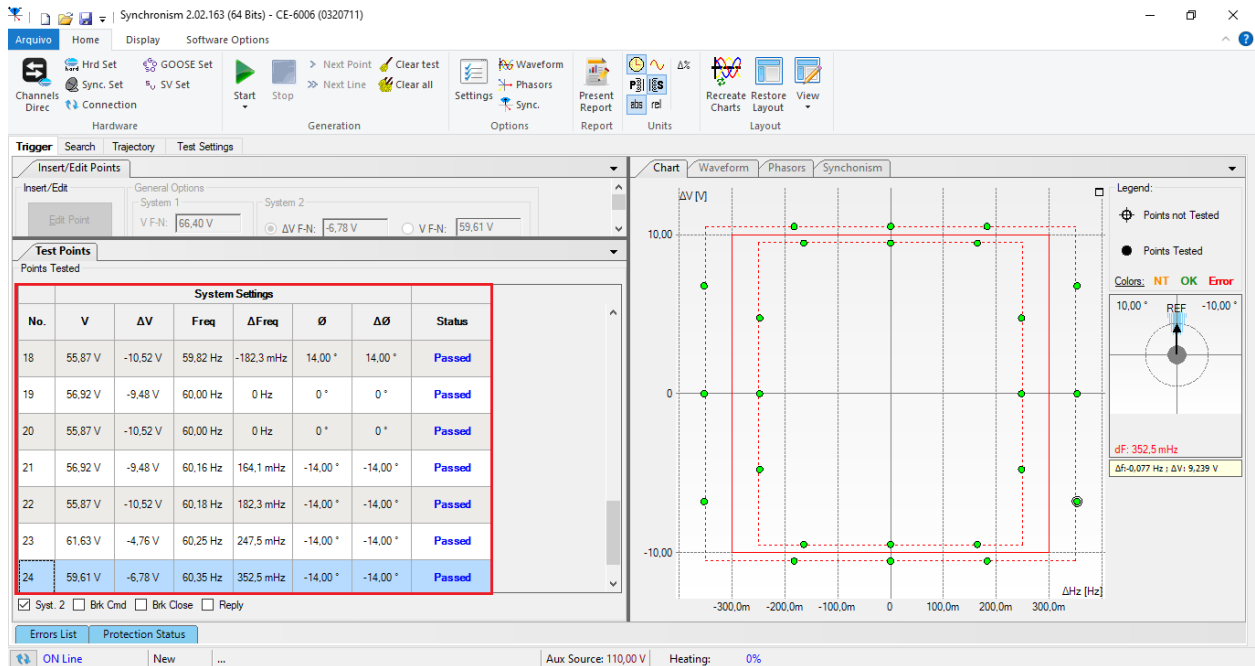 Synchronism 2.02.163 (64 Bits) - CE-6006 (0320711)
Arquivo Home Display Software Options
Channels Direc
Hrd Set
Sync. Set
Connection
GOOSE Set
SV Set
Hardware
Start
Stop
Next Point
Next Line
Clear test
Clear all
Generation
Settings
Waveform
Phasors
Sync.
Options
Present Report
Report
Δ%
abs rel
Units
Recreate Charts
Restore Layout
View
Layout
Trigger Search Trajectory Test Settings
Insert/Edit Points
Insert/Edit
Edit Point
General Options
System 1
V F-N: 66,40 V
System 2
ΔV F-N: -6,78 V
V F-N: 59,61 V
Test Points
Points Tested
System Settings
No. V ΔV Freq ΔFreq Ø ΔØ Status
18 55,87 V -10,52 V 59,82 Hz -182,3 mHz 14,00 ° 14,00 ° Passed
19 56,92 V -9,48 V 60,00 Hz 0 Hz 0 ° 0 ° Passed
20 55,87 V -10,52 V 60,00 Hz 0 Hz 0 ° 0 ° Passed
21 56,92 V -9,48 V 60,16 Hz 164,1 mHz -14,00 ° -14,00 ° Passed
22 55,87 V -10,52 V 60,18 Hz 182,3 mHz -14,00 ° -14,00 ° Passed
23 61,63 V -4,76 V 60,25 Hz 247,5 mHz -14,00 ° -14,00 ° Passed
24 59,61 V -6,78 V 60,35 Hz 352,5 mHz -14,00 ° -14,00 ° Passed
Syst. 2 Brk Cmd Brk Close Reply
Chart Waveform Phasors Synchonism
ΔV [V]
10,00
0
-10,00
ΔHz [Hz]
-300,0m -200,0m -100,0m 0 100,0m 200,0m 300,0m
Legend:
Points not Tested
Points Tested
Colors: NT OK Error
10,00 ° REF -10,00 °
dF: 352,5 mHz
Δf:-0,077 Hz ; ΔV: 9,239 V
Errors List Protection Status
ON Line New ... Aux Source: 110,00 V Heating: 0%